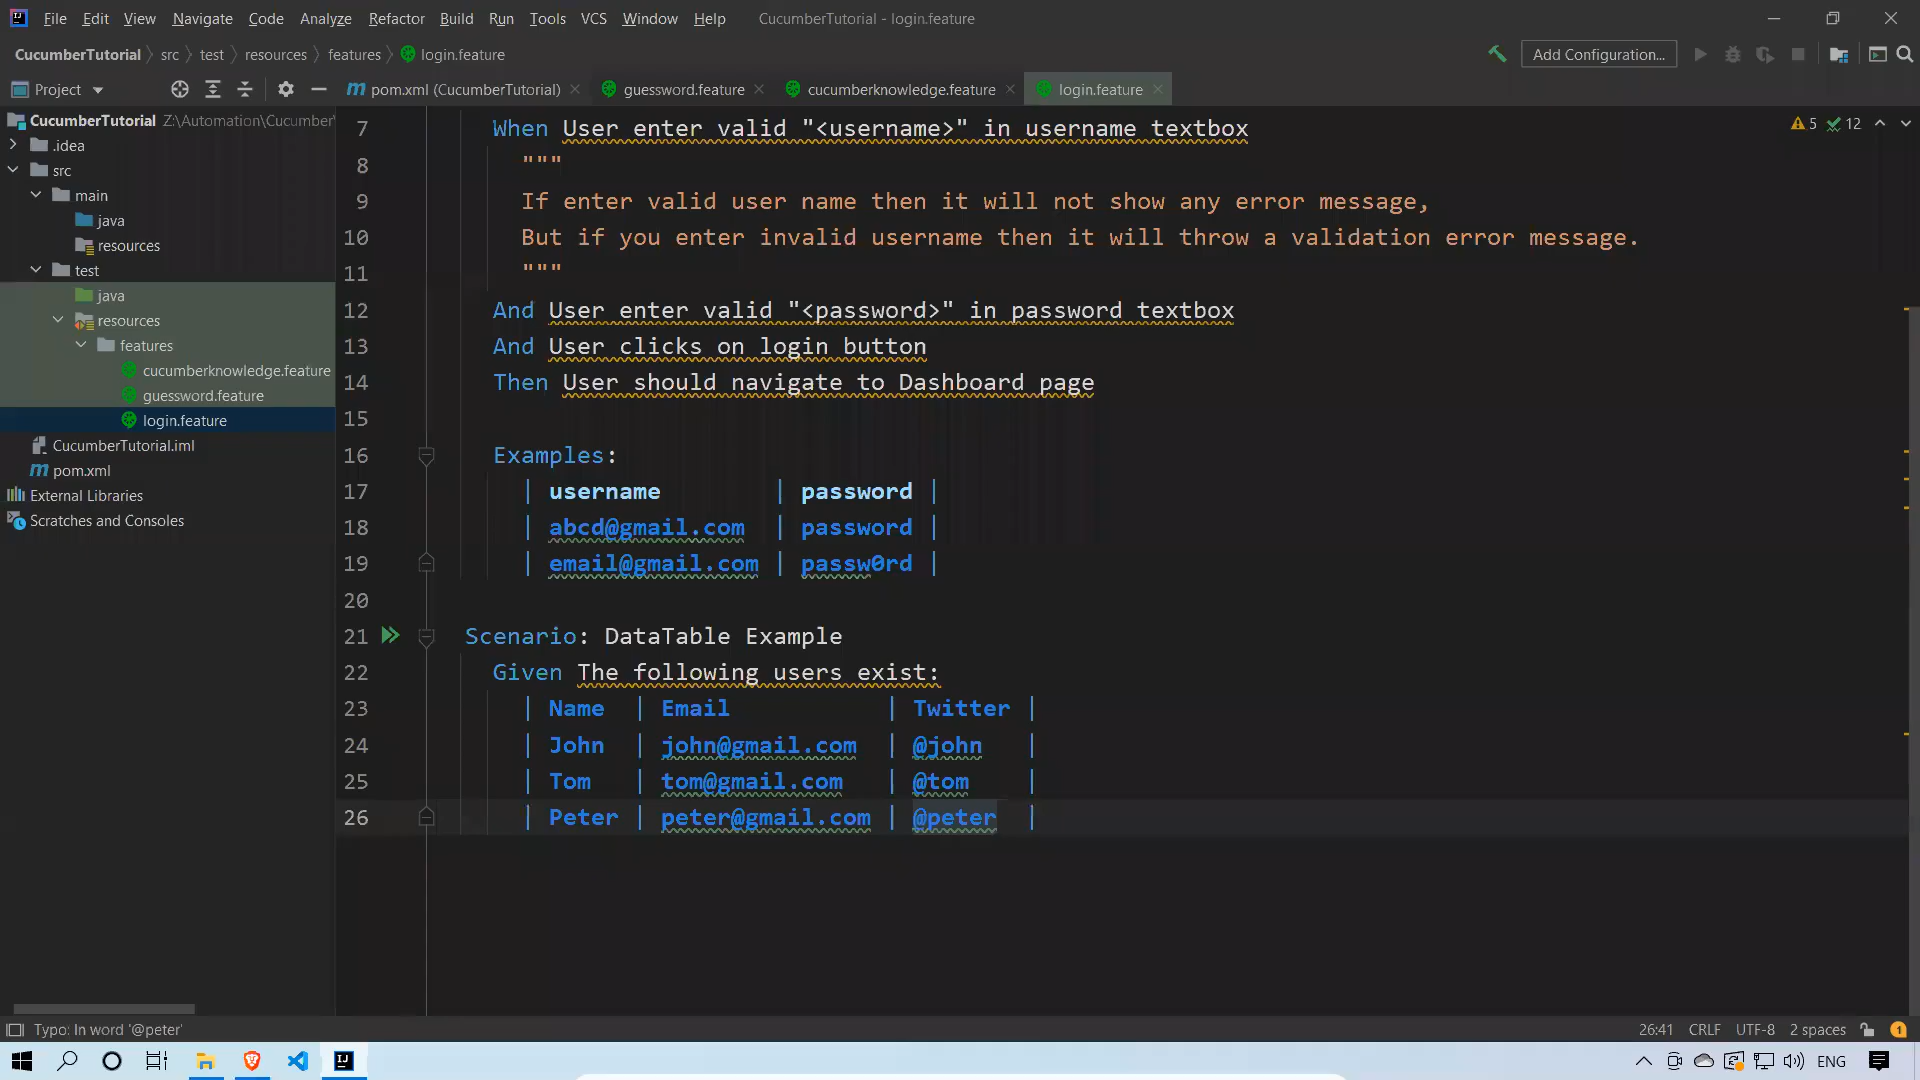 File Edit View Navigate Code Analyze Refactor Build Run Tools VCS Window Help CucumberTutorial - login.feature
CucumberTutorial src test resources features login.feature Add Configuration...
Project pom.xml (CucumberTutorial) guessword.feature cucumberknowledge.feature login.feature
CucumberTutorial Z:\Automation\Cucumber
.idea
src
main
java
resources
test
java
resources
features
cucumberknowledge.feature
guessword.feature
login.feature
CucumberTutorial.iml
pom.xml
External Libraries
Scratches and Consoles
5 12
7 When User enter valid "<username>" in username textbox
8 """
9 If enter valid user name then it will not show any error message,
10 But if you enter invalid username then it will throw a validation error message.
11 """
12 And User enter valid "<password>" in password textbox
13 And User clicks on login button
14 Then User should navigate to Dashboard page
15
16 Examples:
17 | username | password |
18 | abcd@gmail.com | password |
19 | email@gmail.com | passw0rd |
20
21 Scenario: DataTable Example
22 Given The following users exist:
23 | Name | Email | Twitter |
24 | John | john@gmail.com | @john |
25 | Tom | tom@gmail.com | @tom |
26 | Peter | peter@gmail.com | @peter |
Typo: In word '@peter' 26:41 CRLF UTF-8 2 spaces 1
ENG